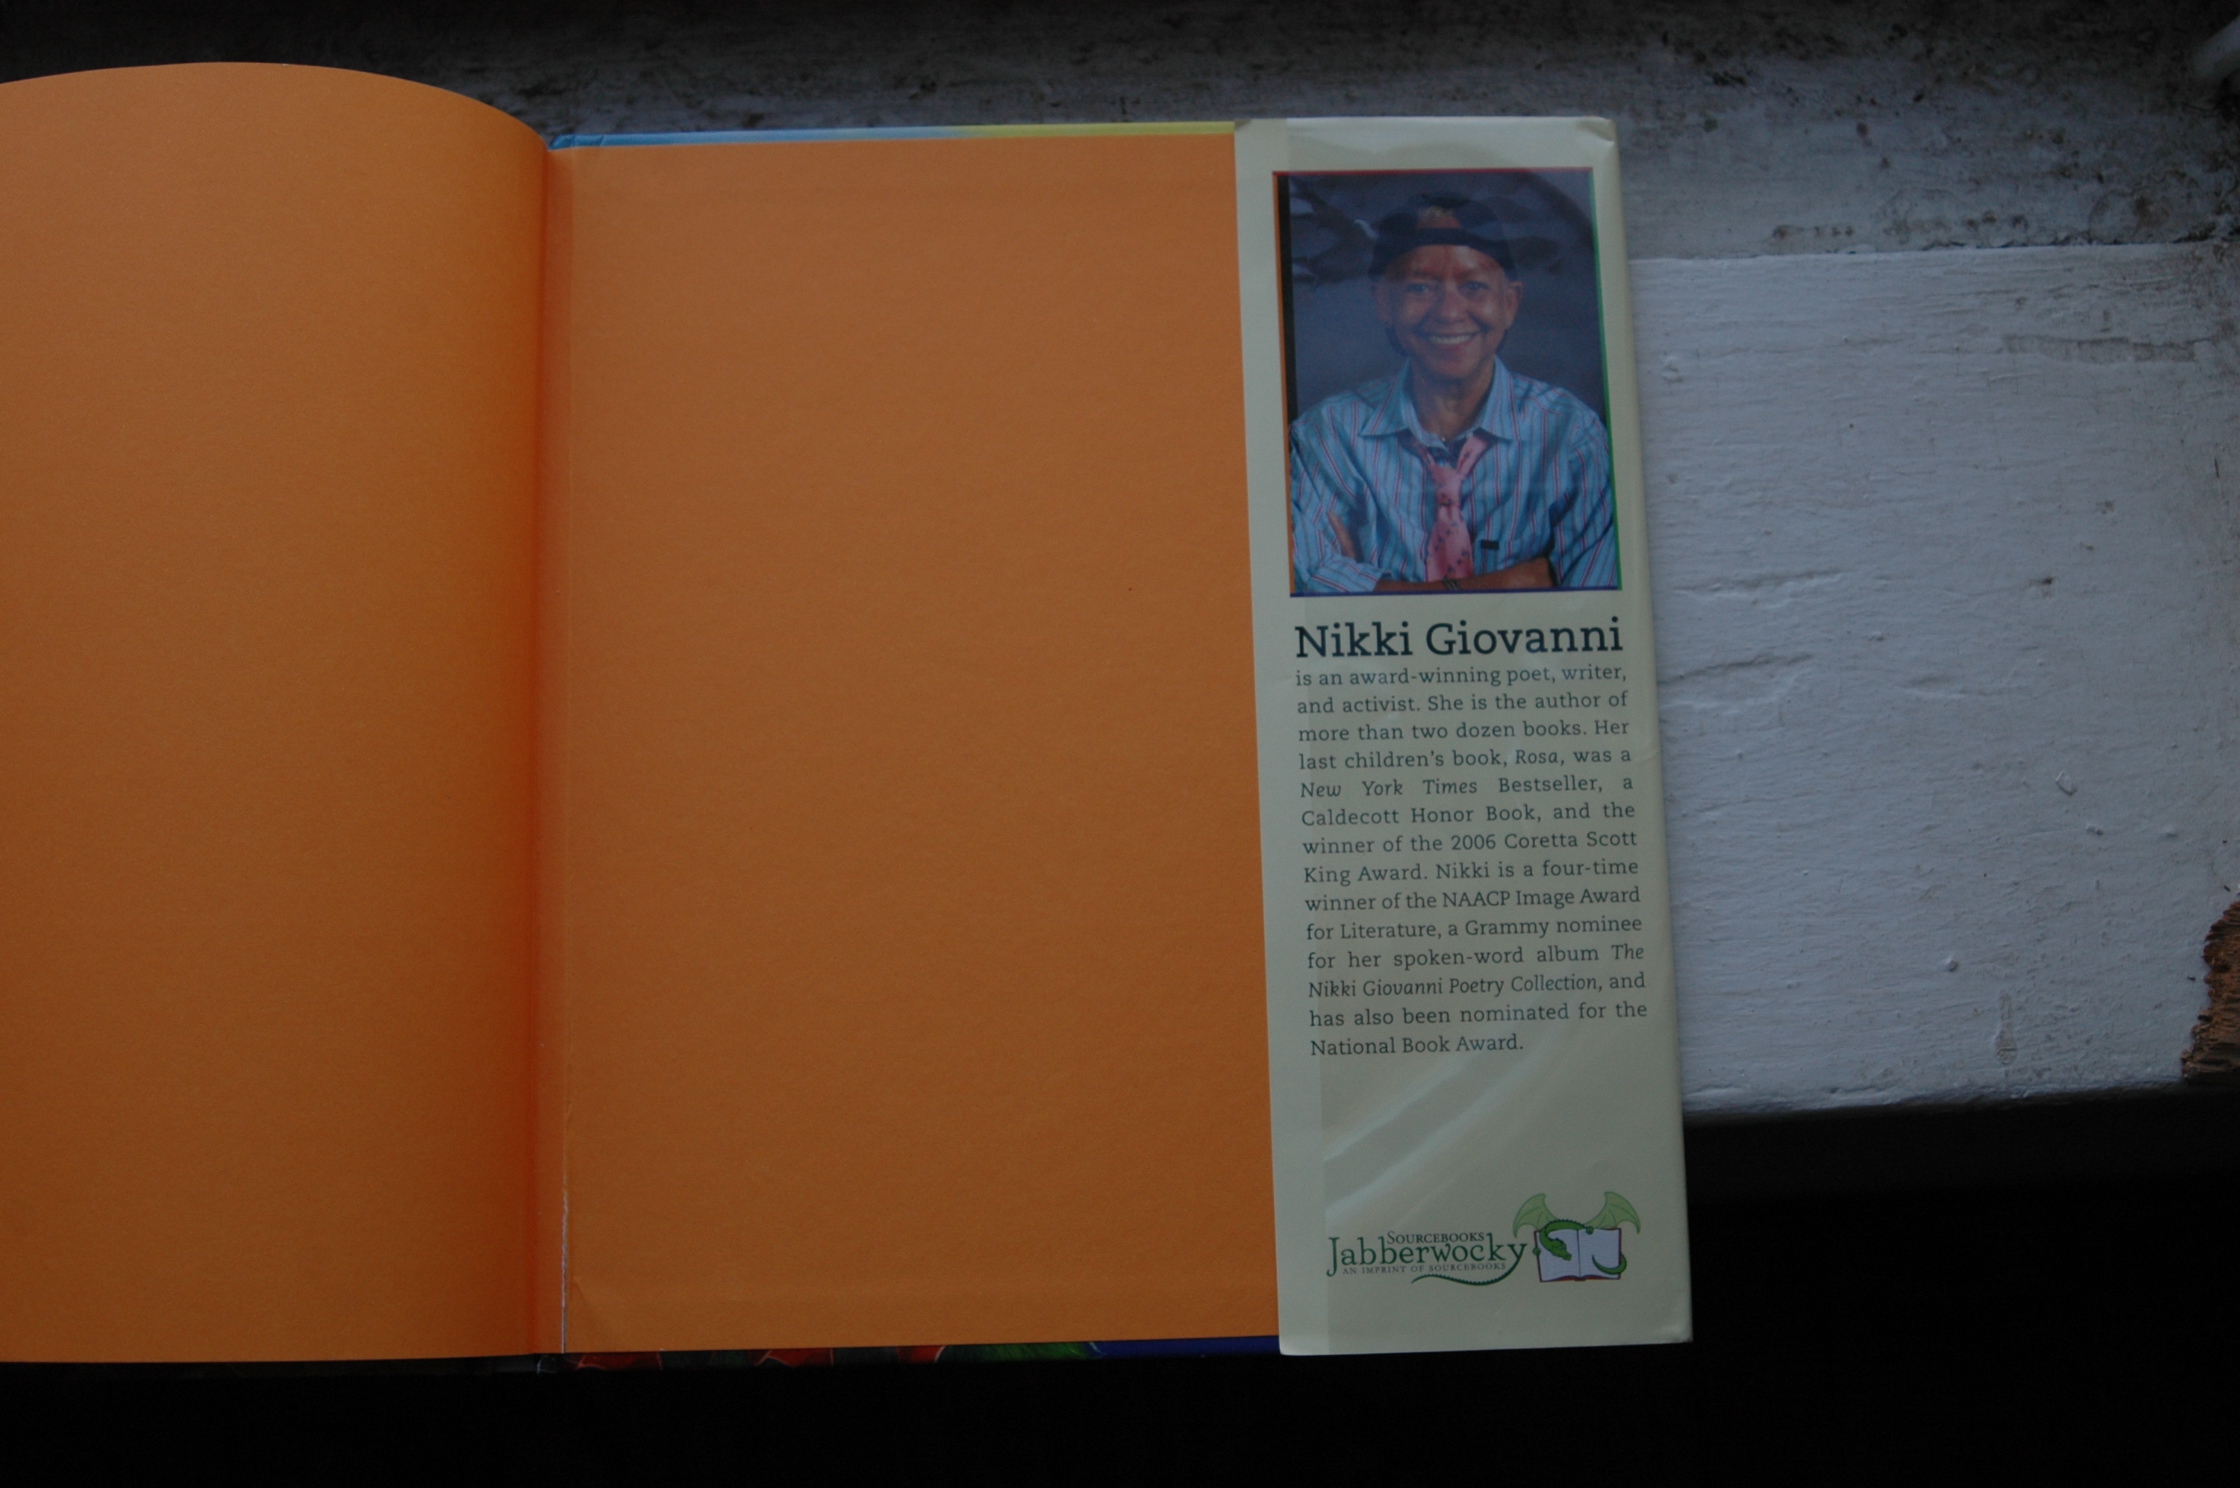 Nikki Giovanni
is an award-winning poet, writer,
and activist. She is the author of
more than two dozen books. Her
last children's book, Rosa, was a
New York Times Bestseller, a
Caldecott Honor Book, and the
winner of the 2006 Coretta Scott
King Award. Nikki is a four-time
winner of the NAACP Image Award
for Literature, a Grammy nominee
for her spoken-word album The
Nikki Giovanni Poetry Collection, and
has also been nominated for the
National Book Award.
SOURCEBOOKS
Jabberwocky
AN IMPRINT OF SOURCEBOOKS